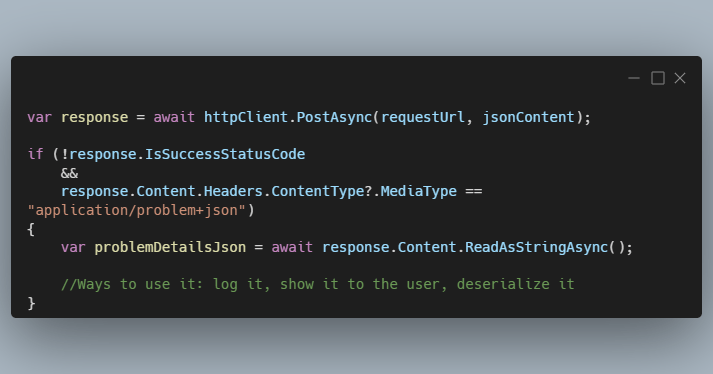 var response = await httpClient.PostAsync(requestUrl, jsonContent);
if (!response.IsSuccessStatusCode
&&
response.Content.Headers.ContentType?.MediaType ==
"application/problem+json")
{
var problemDetailsJson = await response.Content.ReadAsStringAsync();
//Ways to use it: log it, show it to the user, deserialize it
}